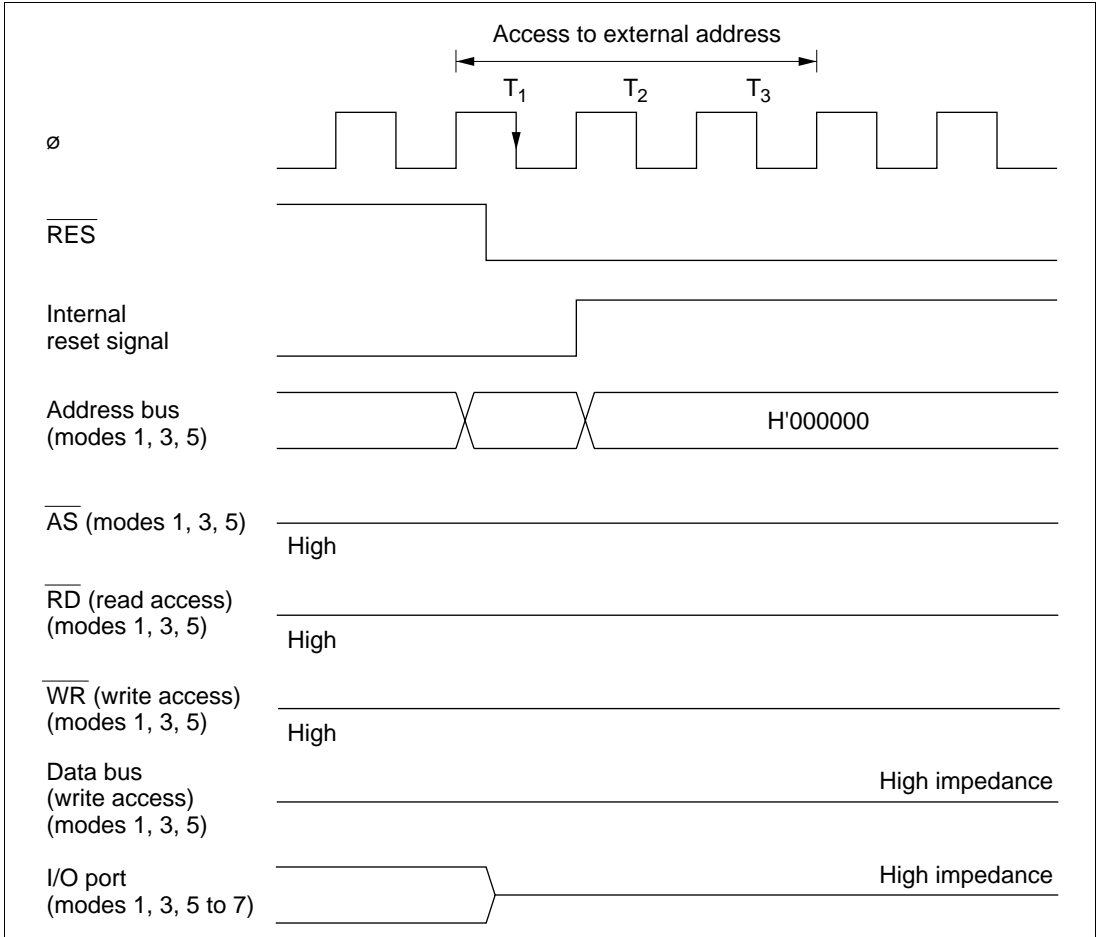 Access to external address
T1 T2 T3
ø
RES
Internal
reset signal
Address bus
(modes 1, 3, 5)
H'000000
AS (modes 1, 3, 5)
High
RD (read access)
(modes 1, 3, 5)
High
WR (write access)
(modes 1, 3, 5)
High
Data bus
(write access)
(modes 1, 3, 5)
High impedance
I/O port
(modes 1, 3, 5 to 7)
High impedance